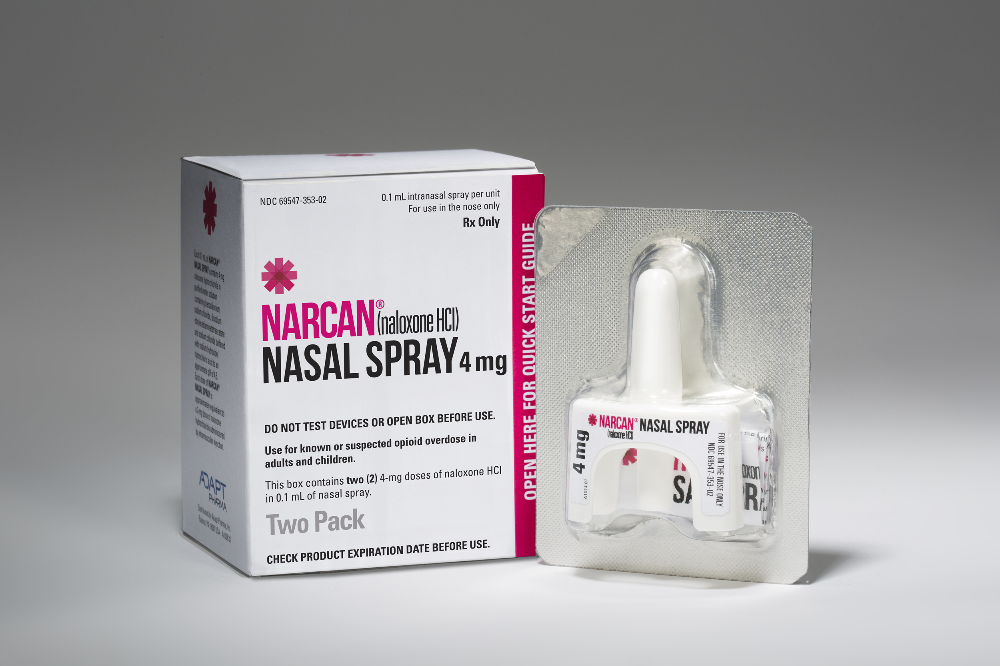 NDC 69547-353-02
0.1 mL intranasal spray per unit
For use in the nose only
Rx Only
NARCAN® (naloxone HCl)
NASAL SPRAY 4 mg
DO NOT TEST DEVICES OR OPEN BOX BEFORE USE.
Use for known or suspected opioid overdose in
adults and children.
This box contains two (2) 4-mg doses of naloxone HCl
in 0.1 mL of nasal spray.
Two Pack
CHECK PRODUCT EXPIRATION DATE BEFORE USE.
OPEN HERE FOR QUICK START GUIDE
Each 0.1 mL of NARCAN®
NASAL SPRAY contains 4 mg
naloxone hydrochloride in
purified water solution
containing benzalkonium
sodium chloride, disodium
ethylenediaminetetraacetate
and sodium chloride buffered
with sodium hydroxide/
hydrochloric acid to an
approximate pH of 4.5.
Each dose of NARCAN®
NASAL SPRAY is
approximately equivalent to
a 2-mg dose of naloxone
hydrochloride administered
by intramuscular injection.
ADAPT
PHARMA
Distributed by Adapt Pharma, Inc.
Radnor, PA 19087 USA A1008.01
NARCAN® NASAL SPRAY
(naloxone HCl)
4 mg
A1014.01
FOR USE IN THE NOSE ONLY
NDC 69547-353-02